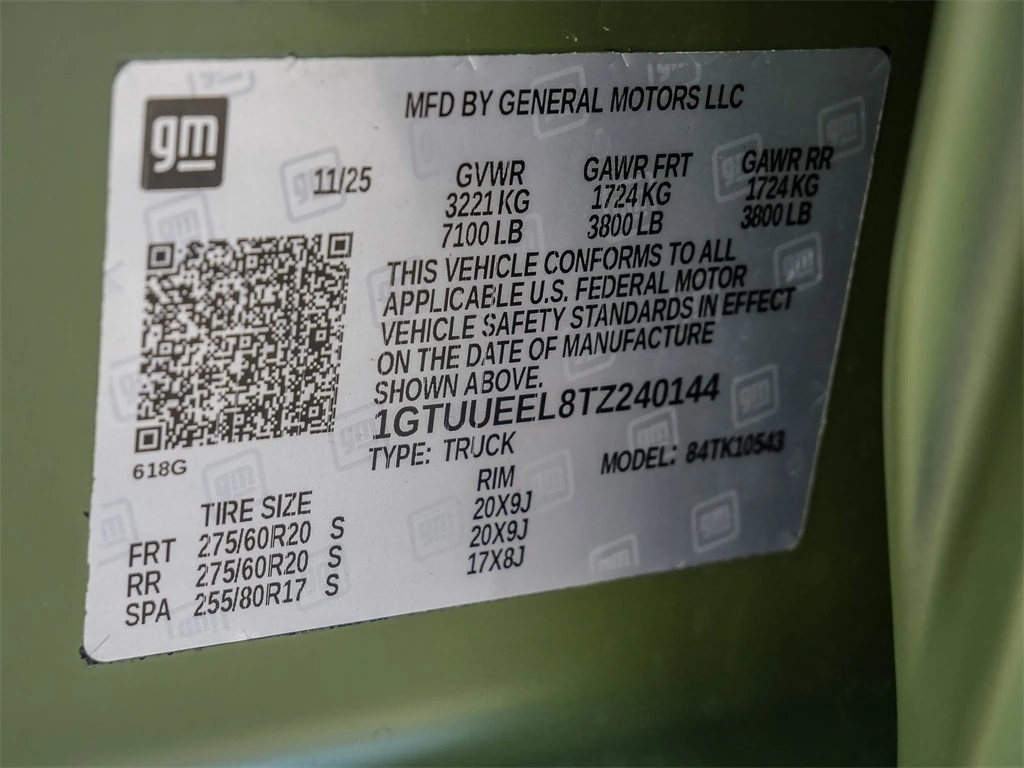 gm
MFD BY GENERAL MOTORS LLC
11/25 GVWR GAWR FRT GAWR RR
3221 KG 1724 KG 1724 KG
7100 LB 3800 LB 3800 LB
THIS VEHICLE CONFORMS TO ALL
APPLICABLE U.S. FEDERAL MOTOR
VEHICLE SAFETY STANDARDS IN EFFECT
ON THE DATE OF MANUFACTURE
SHOWN ABOVE.
1GTUUEEL8TZ240144
TYPE: TRUCK MODEL: 84TK10543
618G
TIRE SIZE RIM
FRT 275/60R20 S 20X9J
RR 275/60R20 S 20X9J
SPA 255/80R17 S 17X8J